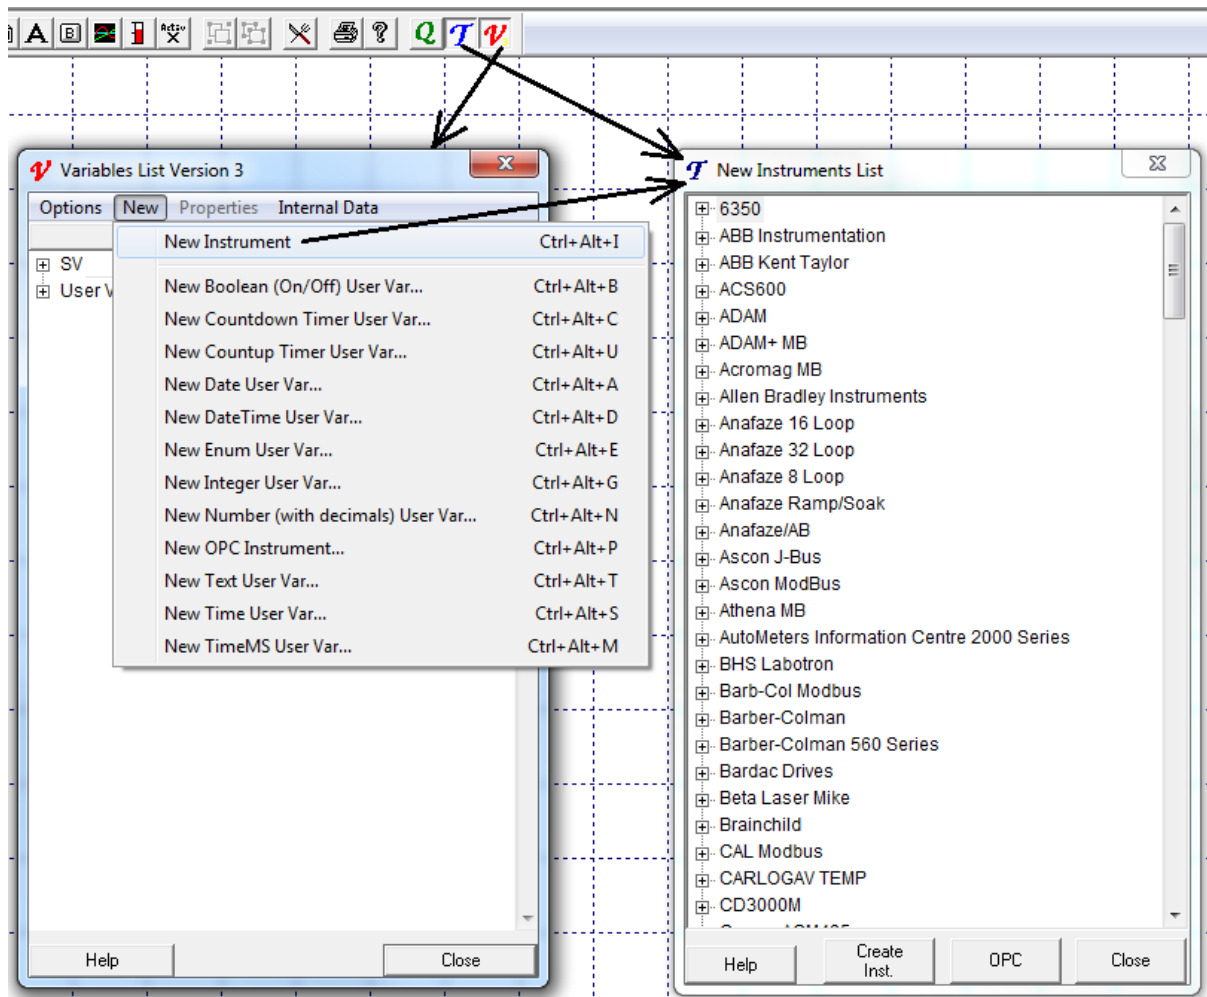 A B Activ X ? Q T V
V Variables List Version 3
Options New Properties Internal Data
New Instrument Ctrl+Alt+I
SV
User V
New Boolean (On/Off) User Var... Ctrl+Alt+B
New Countdown Timer User Var... Ctrl+Alt+C
New Countup Timer User Var... Ctrl+Alt+U
New Date User Var... Ctrl+Alt+A
New DateTime User Var... Ctrl+Alt+D
New Enum User Var... Ctrl+Alt+E
New Integer User Var... Ctrl+Alt+G
New Number (with decimals) User Var... Ctrl+Alt+N
New OPC Instrument... Ctrl+Alt+P
New Text User Var... Ctrl+Alt+T
New Time User Var... Ctrl+Alt+S
New TimeMS User Var... Ctrl+Alt+M
Help Close
T New Instruments List
6350
ABB Instrumentation
ABB Kent Taylor
ACS600
ADAM
ADAM+ MB
Acromag MB
Allen Bradley Instruments
Anafaze 16 Loop
Anafaze 32 Loop
Anafaze 8 Loop
Anafaze Ramp/Soak
Anafaze/AB
Ascon J-Bus
Ascon ModBus
Athena MB
AutoMeters Information Centre 2000 Series
BHS Labotron
Barb-Col Modbus
Barber-Colman
Barber-Colman 560 Series
Bardac Drives
Beta Laser Mike
Brainchild
CAL Modbus
CARLOGAV TEMP
CD3000M
Help Create Inst. OPC Close